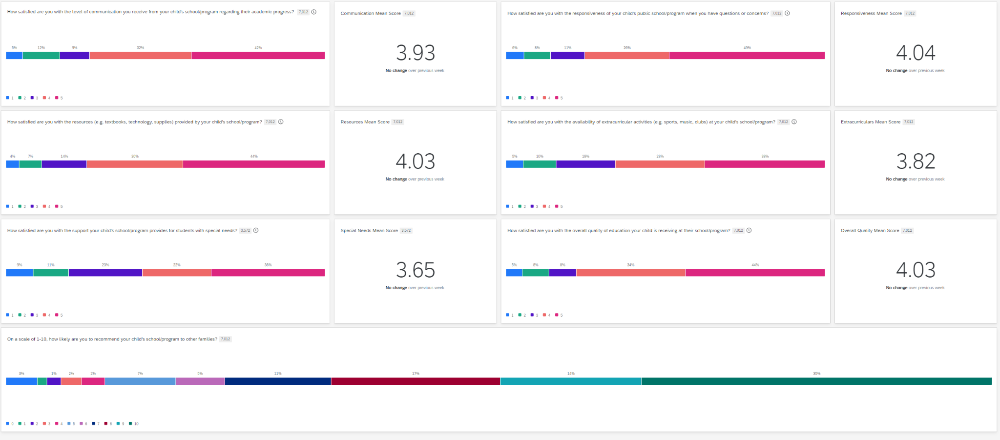 How satisfied are you with the level of communication you receive from your child's school/program regarding their academic progress? 7,012
5% 12% 9% 32% 42%
1 2 3 4 5
Communication Mean Score 7,012
3.93
No change over previous week
How satisfied are you with the responsiveness of your child's public school/program when you have questions or concerns? 7,012
6% 8% 11% 26% 49%
1 2 3 4 5
Responsiveness Mean Score 7,012
4.04
No change over previous week
How satisfied are you with the resources (e.g. textbooks, technology, supplies) provided by your child's school/program? 7,012
4% 7% 14% 30% 44%
1 2 3 4 5
Resources Mean Score 7,012
4.03
No change over previous week
How satisfied are you with the availability of extracurricular activities (e.g. sports, music, clubs) at your child's school/program? 7,012
5% 10% 19% 28% 38%
1 2 3 4 5
Extracurriculars Mean Score 7,012
3.82
No change over previous week
How satisfied are you with the support your child's school/program provides for students with special needs? 3,572
9% 11% 23% 22% 36%
1 2 3 4 5
Special Needs Mean Score 3,572
3.65
No change over previous week
How satisfied are you with the overall quality of education your child is receiving at their school/program? 7,012
5% 8% 8% 34% 44%
1 2 3 4 5
Overall Quality Mean Score 7,012
4.03
No change over previous week
On a scale of 1-10, how likely are you to recommend your child's school/program to other families? 7,012
3% 1% 2% 2% 7% 5% 11% 17% 14% 35%
0 1 2 3 4 5 6 7 8 9 10